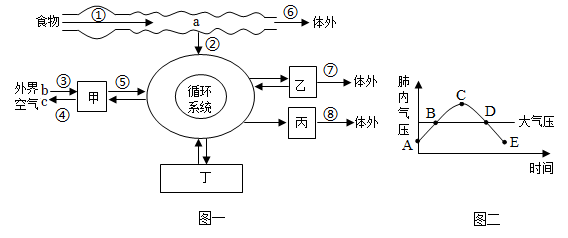 食物 ① a ⑥ 体外
②
外界b ③ 甲 ⑤ 循环 乙 ⑦ 体外
空气c ④ 系统 丙 ⑧ 体外
丁
图一
肺内气压
C
B D 大气压
A E
时间
图二